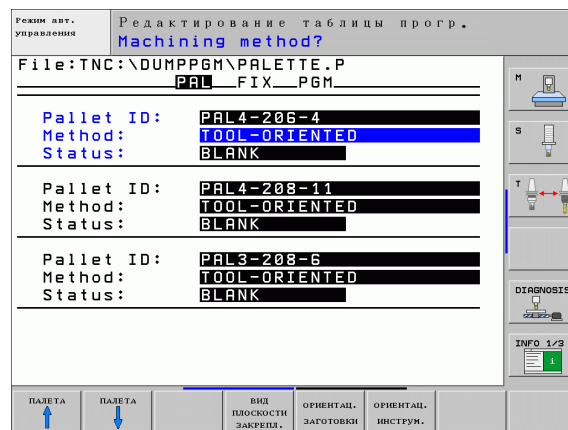 Режим авт.
управления
Редактирование таблицы прогр.
Machining method?
File:TNC:\DUMPPGM\PALETTE.P
PAL FIX PGM
Pallet ID: PAL4-206-4
Method: TOOL-ORIENTED
Status: BLANK
Pallet ID: PAL4-208-11
Method: TOOL-ORIENTED
Status: BLANK
Pallet ID: PAL3-208-6
Method: TOOL-ORIENTED
Status: BLANK
M
S
T
DIAGNOSIS
INFO 1/3
i
ПАЛЕТА
ПАЛЕТА
ВИД
ПЛОСКОСТИ
ЗАКРЕПЛ.
ОРИЕНТАЦ.
ЗАГОТОВКИ
ОРИЕНТАЦ.
ИНСТРУМ.